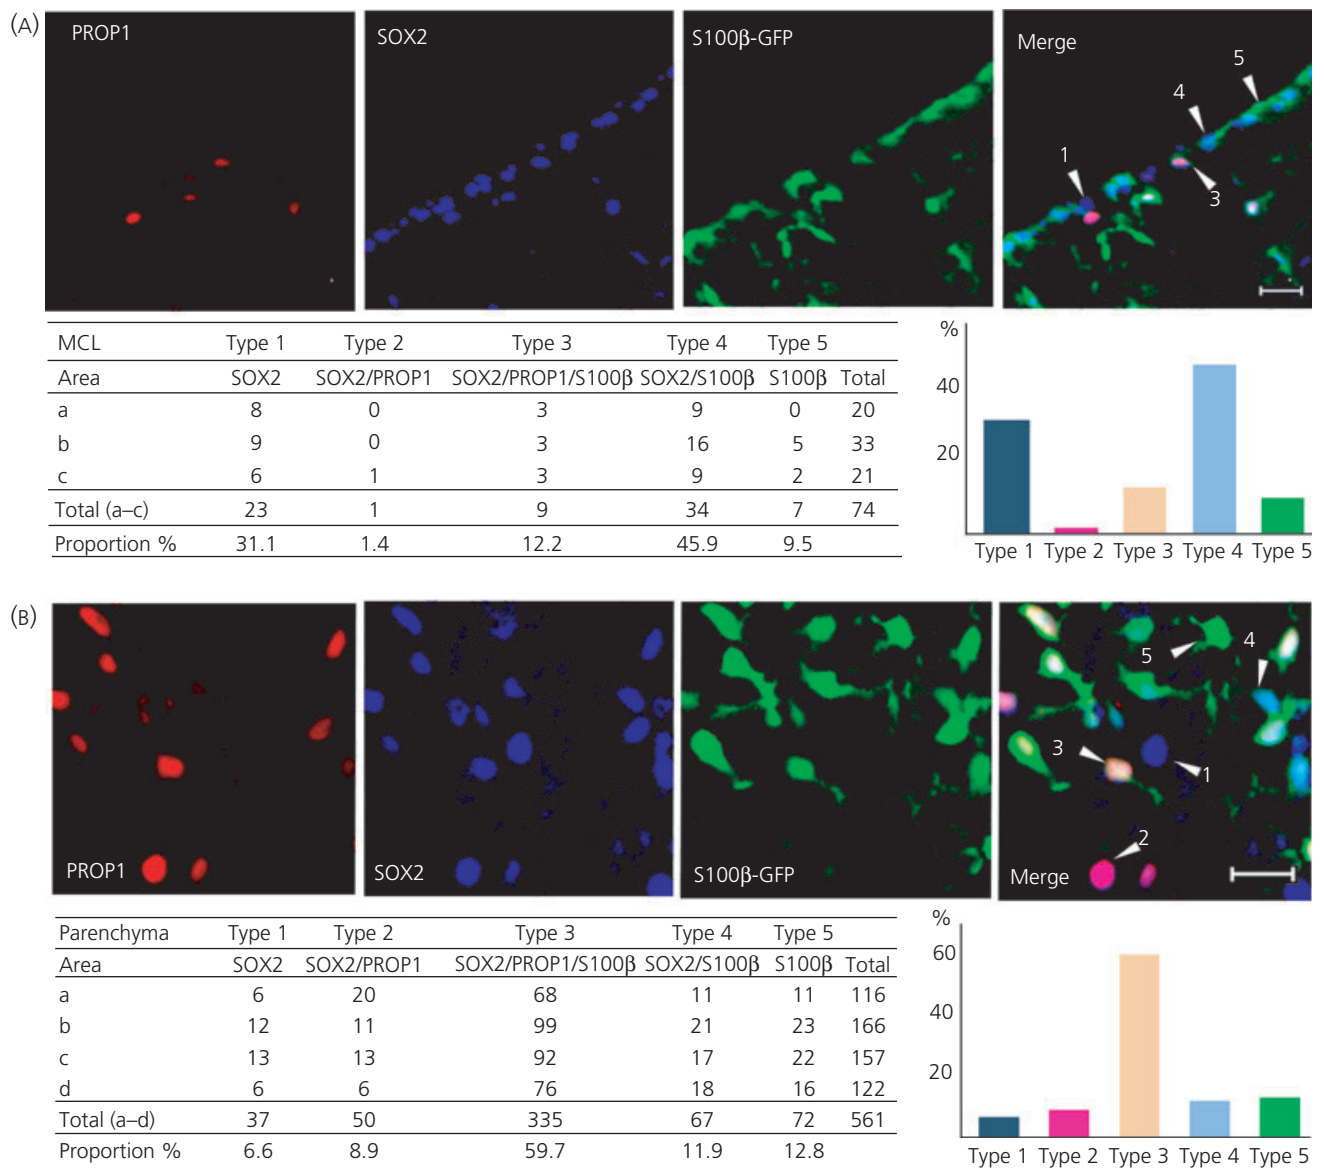 (A)
PROP1 SOX2 S100β-GFP Merge
5
4
1
3
MCL Type 1 Type 2 Type 3 Type 4 Type 5
Area SOX2 SOX2/PROP1 SOX2/PROP1/S100β SOX2/S100β S100β Total
a 8 0 3 9 0 20
b 9 0 3 16 5 33
c 6 1 3 9 2 21
Total (a–c) 23 1 9 34 7 74
Proportion % 31.1 1.4 12.2 45.9 9.5
%
40
20
Type 1 Type 2 Type 3 Type 4 Type 5
(B)
5 4
3
1
2
PROP1 SOX2 S100β-GFP Merge
Parenchyma Type 1 Type 2 Type 3 Type 4 Type 5
Area SOX2 SOX2/PROP1 SOX2/PROP1/S100β SOX2/S100β S100β Total
a 6 20 68 11 11 116
b 12 11 99 21 23 166
c 13 13 92 17 22 157
d 6 6 76 18 16 122
Total (a–d) 37 50 335 67 72 561
Proportion % 6.6 8.9 59.7 11.9 12.8
%
60
40
20
Type 1 Type 2 Type 3 Type 4 Type 5